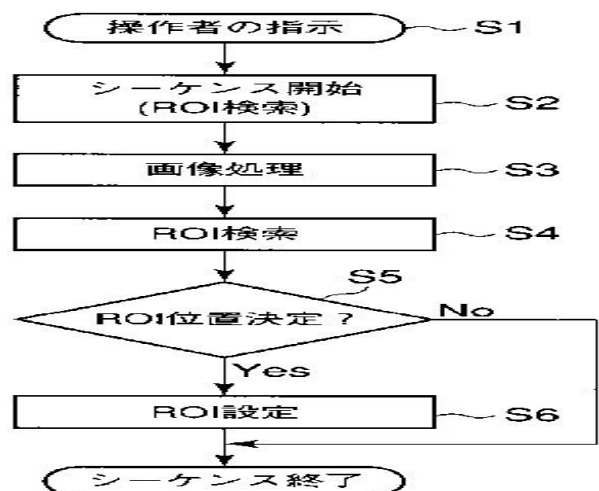 操作者の指示 S1
シーケンス開始
(ROI検索) S2
画像処理 S3
ROI検索 S4
S5
ROI位置決定? No
Yes
ROI設定 S6
シーケンス終了